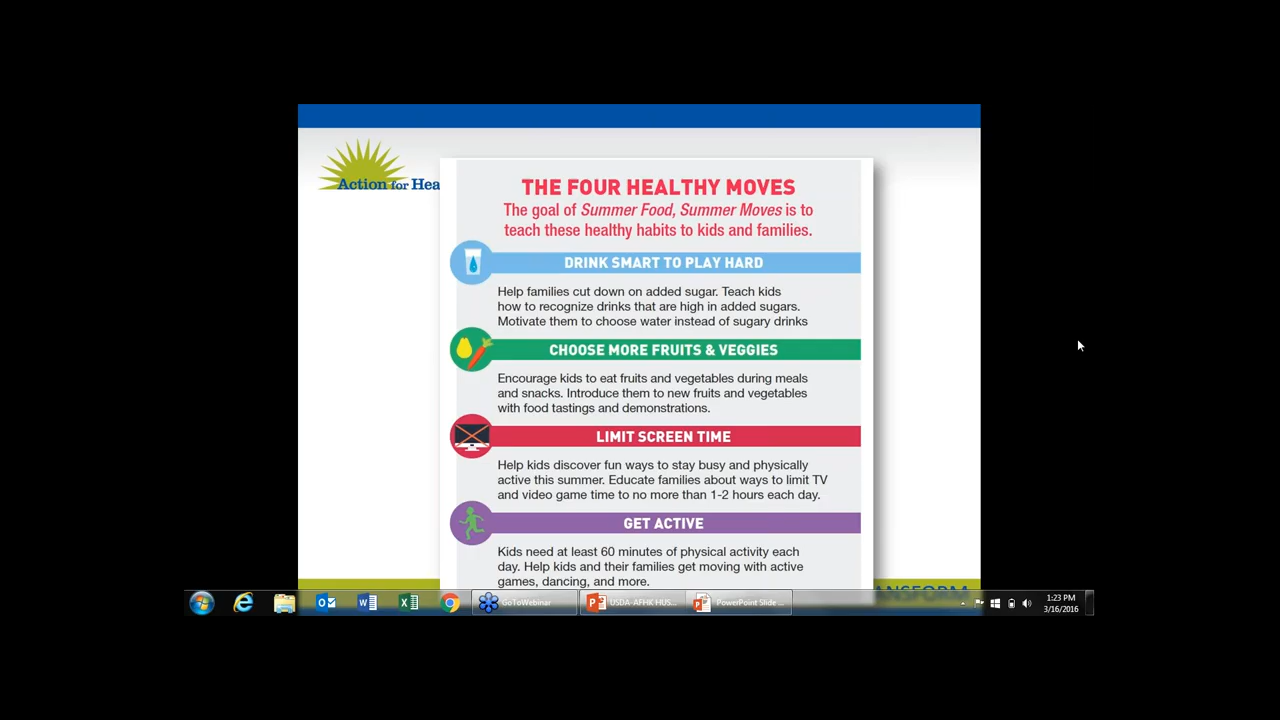 Action for Hea
THE FOUR HEALTHY MOVES
The goal of Summer Food, Summer Moves is to
teach these healthy habits to kids and families.
DRINK SMART TO PLAY HARD
Help families cut down on added sugar. Teach kids
how to recognize drinks that are high in added sugars.
Motivate them to choose water instead of sugary drinks
CHOOSE MORE FRUITS & VEGGIES
Encourage kids to eat fruits and vegetables during meals
and snacks. Introduce them to new fruits and vegetables
with food tastings and demonstrations.
LIMIT SCREEN TIME
Help kids discover fun ways to stay busy and physically
active this summer. Educate families about ways to limit TV
and video game time to no more than 1-2 hours each day.
GET ACTIVE
Kids need at least 60 minutes of physical activity each
day. Help kids and their families get moving with active
games, dancing, and more.
ANSFORM
GoToWebinar
USDA-AFHK HUS...
PowerPoint Slide ...
1:23 PM
3/16/2016